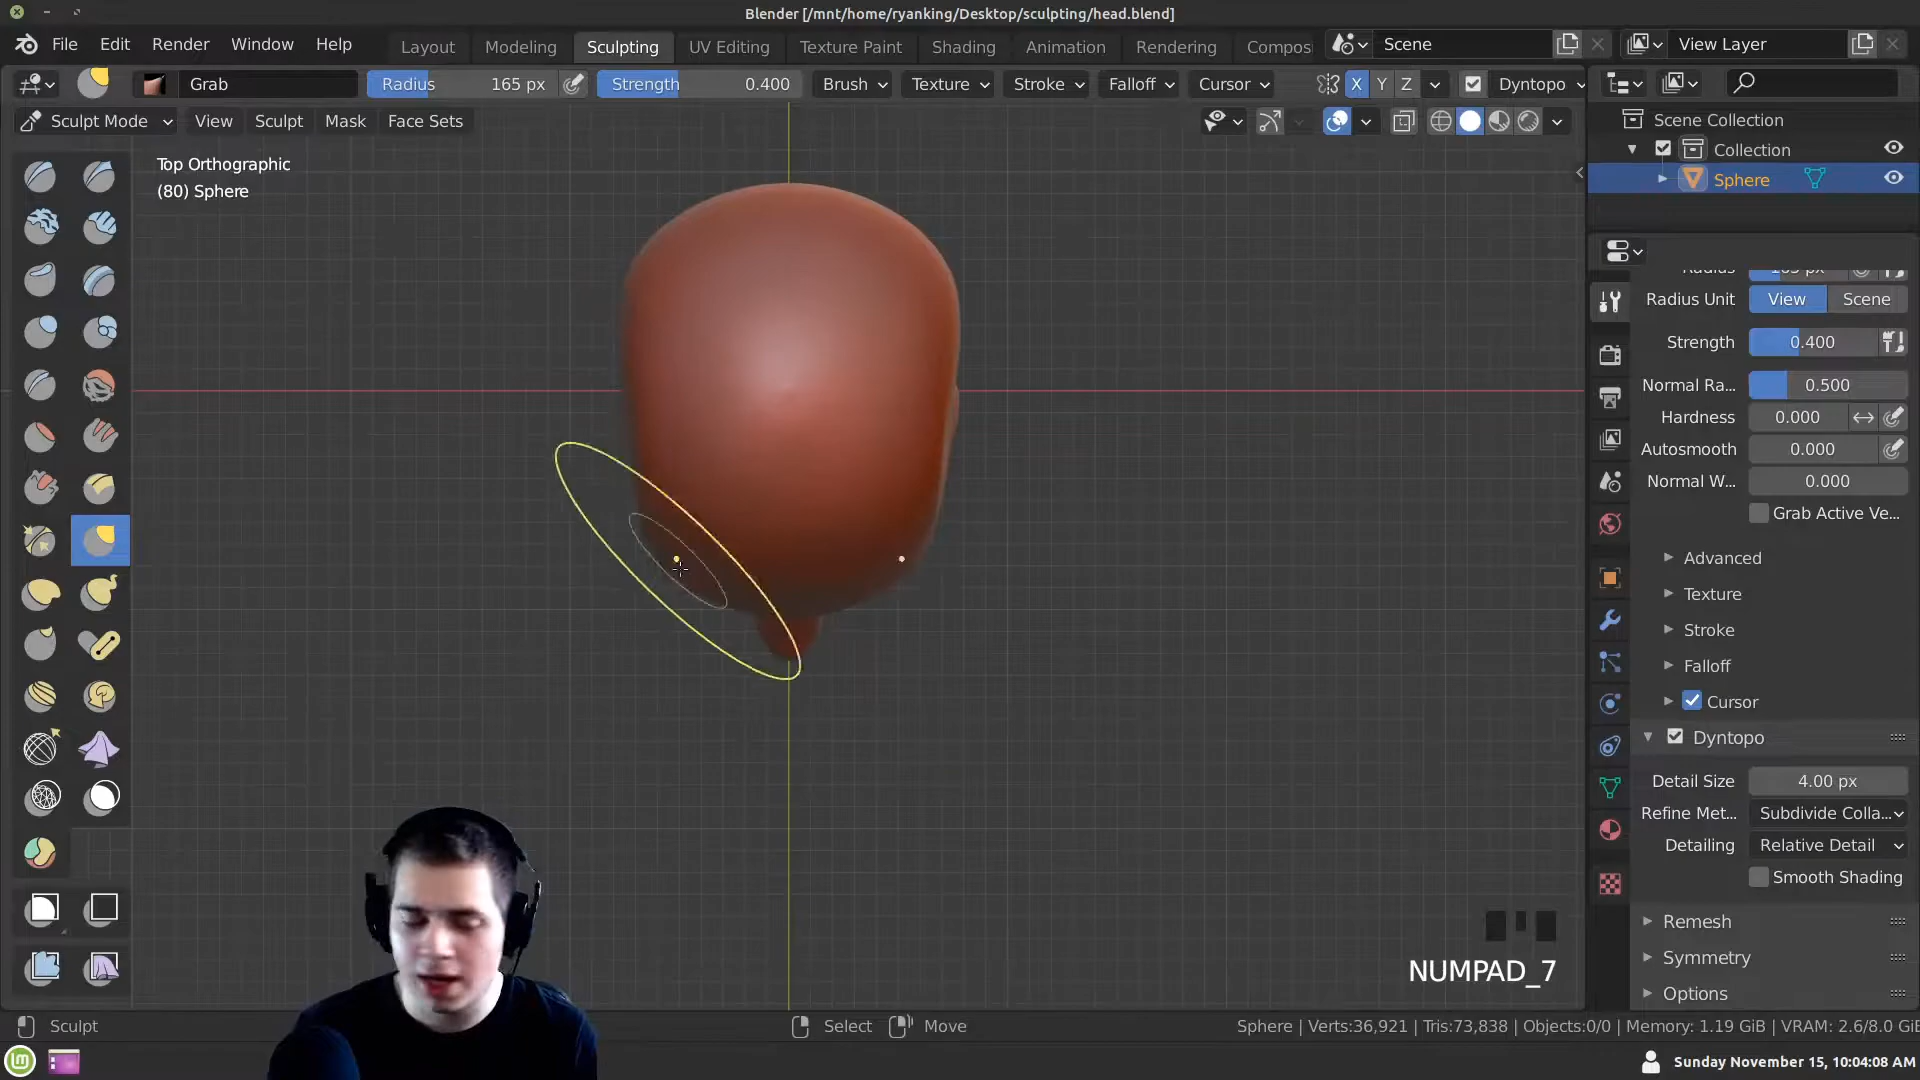 Blender [/mnt/home/ryanking/Desktop/sculpting/head.blend]
File Edit Render Window Help Layout Modeling Sculpting UV Editing Texture Paint Shading Animation Rendering Compos Scene View Layer
Grab Radius 165 px Strength 0.400 Brush Texture Stroke Falloff Cursor X Y Z Dyntopo
Sculpt Mode View Sculpt Mask Face Sets
Top Orthographic
(80) Sphere
Scene Collection
Collection
Sphere
Radius Unit View Scene
Strength 0.400
Normal Ra... 0.500
Hardness 0.000
Autosmooth 0.000
Normal W... 0.000
Grab Active Ve...
Advanced
Texture
Stroke
Falloff
Cursor
Dyntopo
Detail Size 4.00 px
Refine Met... Subdivide Colla...
Detailing Relative Detail
Smooth Shading
Remesh
Symmetry
Options
NUMPAD_7
Sculpt Select Move Sphere | Verts:36,921 | Tris:73,838 | Objects:0/0 | Memory: 1.19 GiB | VRAM: 2.6/8.0 G
Sunday November 15, 10:04:08 AM